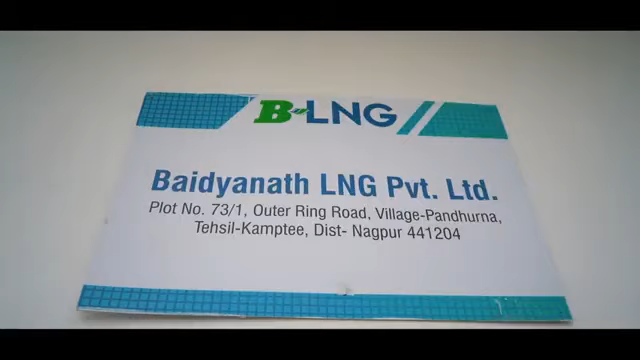 B-LNG
Baidyanath LNG Pvt. Ltd.
Plot No. 73/1, Outer Ring Road, Village-Pandhurna,
Tehsil-Kamptee, Dist- Nagpur 441204